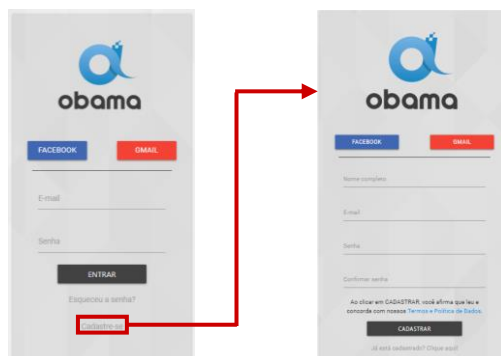 obama
FACEBOOK
GMAIL
E-mail
Senha
ENTRAR
Esqueceu a senha?
Cadastre-se
obama
FACEBOOK
GMAIL
Nome completo
E-mail
Senha
Confirmar senha
Ao clicar em CADASTRAR, você afirma que leu e
concorda com nossos Termos e Política de Dados.
CADASTRAR
Já está cadastrado? Clique aqui!